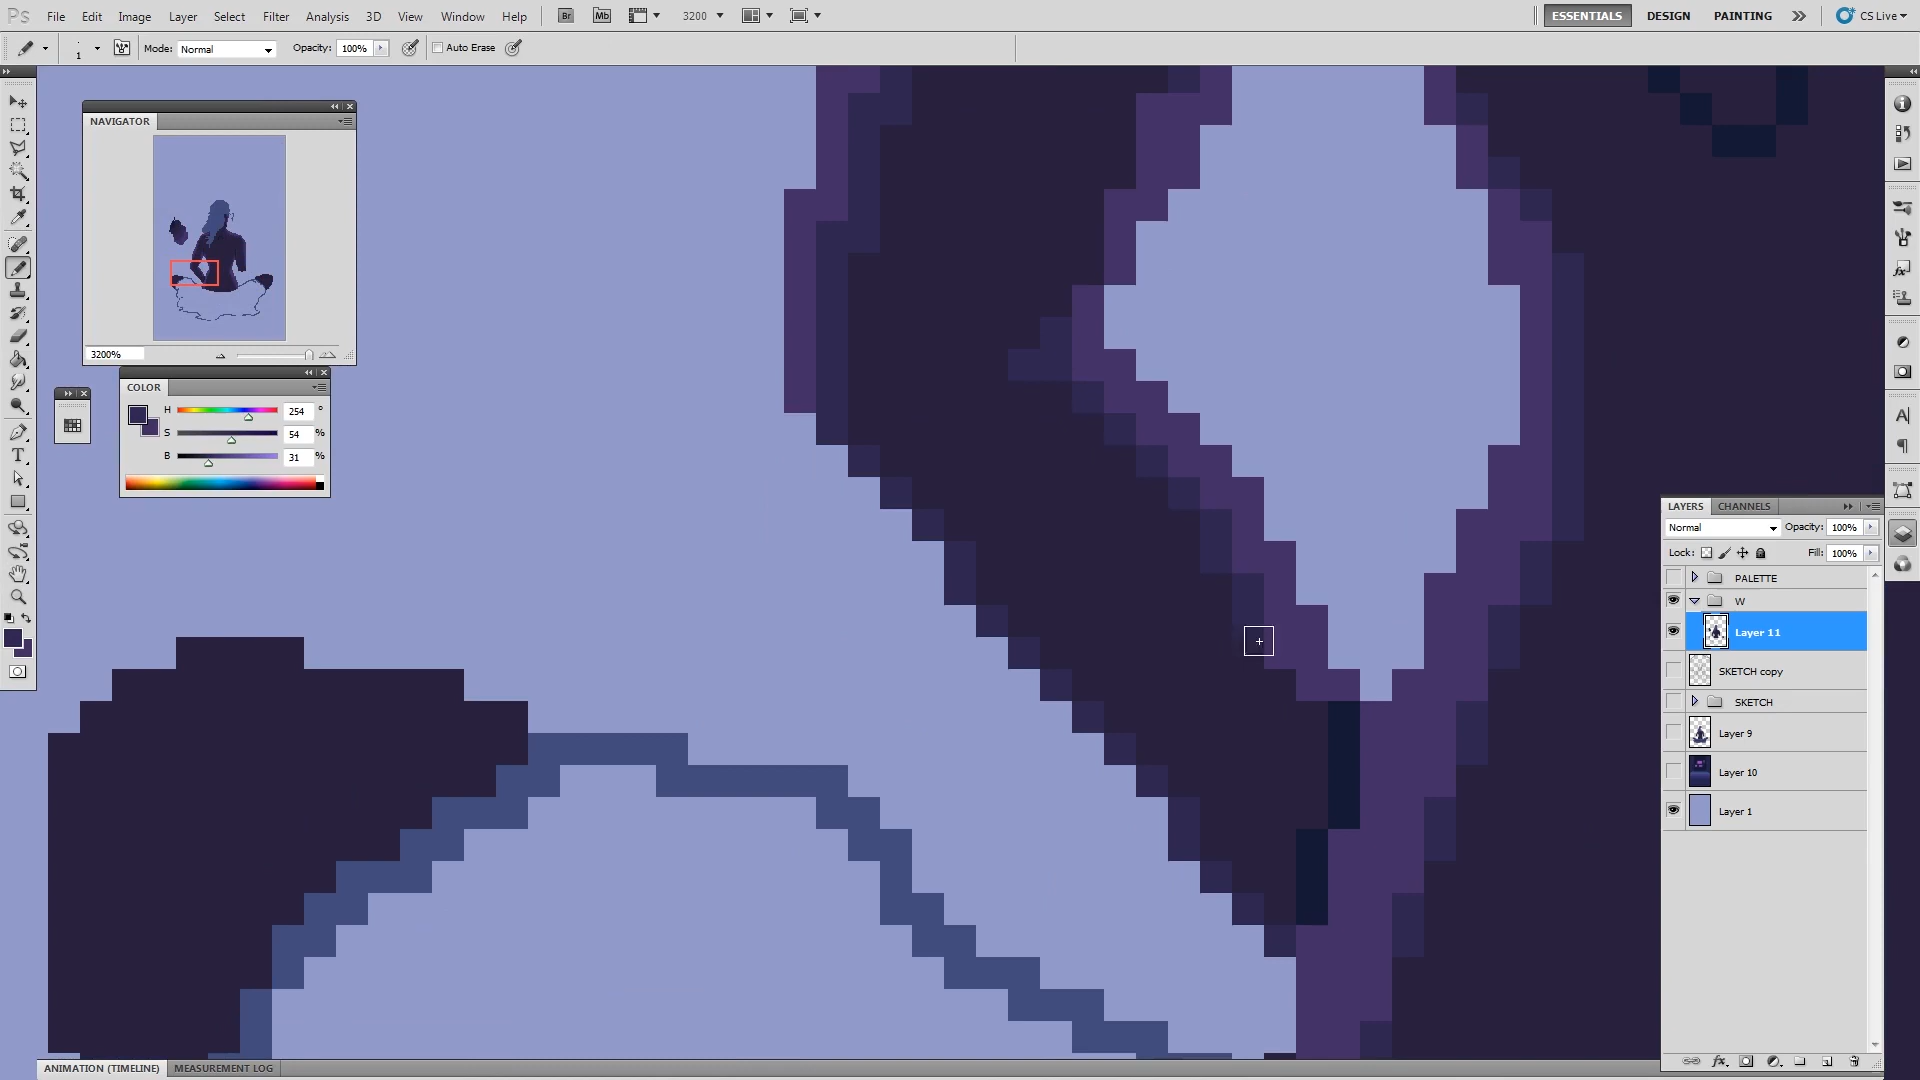 Ps File Edit Image Layer Select Filter Analysis 3D View Window Help Br Mb 3200 ESSENTIALS DESIGN PAINTING CS Live
1 Mode: Normal Opacity: 100% Auto Erase
NAVIGATOR
3200%
COLOR
H 254 °
S 54 %
B 31 %
LAYERS CHANNELS
Normal Opacity: 100%
Lock: Fill: 100%
PALETTE
W
Layer 11
SKETCH copy
SKETCH
Layer 9
Layer 10
Layer 1
ANIMATION (TIMELINE) MEASUREMENT LOG